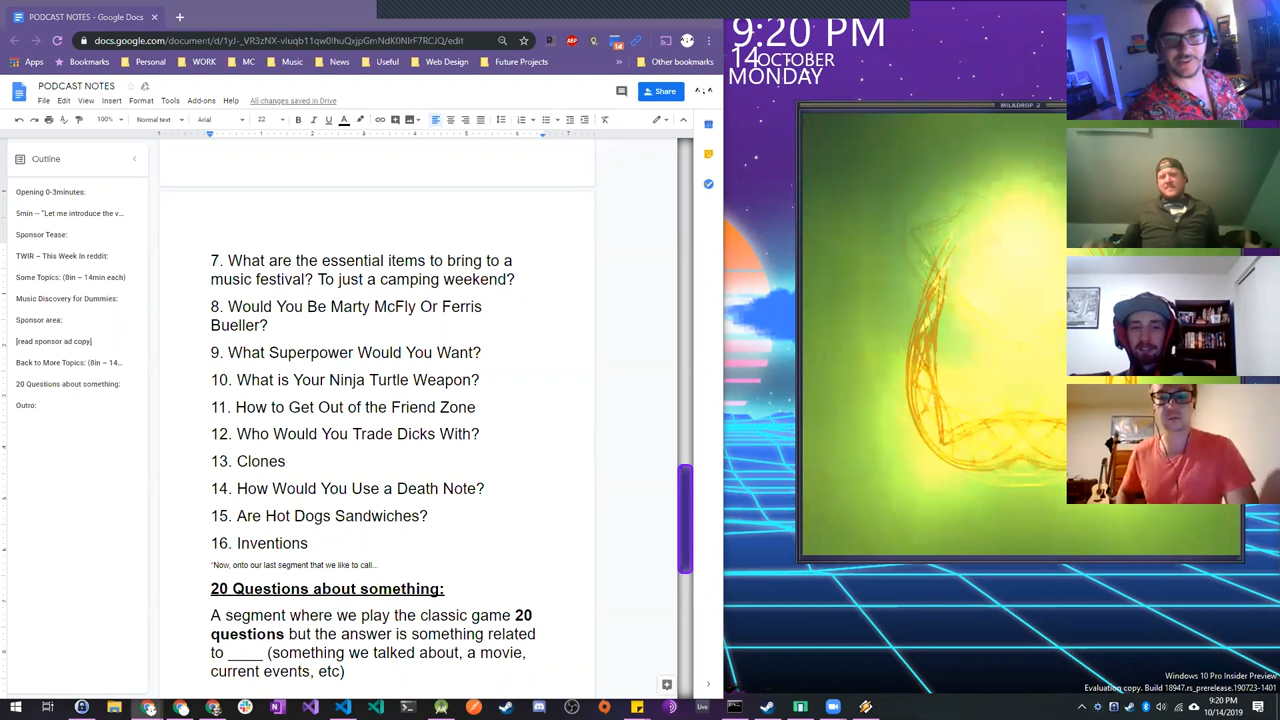 PODCAST NOTES - Google Docs
docs.google.com/document/d/1yJ-_VR3zNX-vIuqb11qw0lhuQxjpGmNdK0NIrF7RCJQ/edit
Apps
Bookmarks
Personal
WORK
MC
Music
Design
Future Projects
Other bookmarks
PODCAST NOTES
File Edit View Insert Format Tools Add-ons Help All changes saved in Drive
Share
100% Normal text Arial 22
Outline
Opening 0-3minutes:
5min -- "Let me introduce the v...
Sponsor Tease:
TWIR – This Week In reddit:
Some Topics: (8in – 14min each)
Music Discovery for Dummies:
Sponsor area:
[read sponsor ad copy]
Back to More Topics: (8in – 14...
20 Questions about something:
Outro:
7. What are the essential items to bring to a
music festival? To just a camping weekend?
8. Would You Be Marty McFly Or Ferris
Bueller?
9. What Superpower Would You Want?
10. What is Your Ninja Turtle Weapon?
11. How to Get Out of the Friend Zone
12. Who Would You Trade Dicks With?
13. Clones
14. How Would You Use a Death Note?
15. Are Hot Dogs Sandwiches?
16. Inventions
"Now, onto our last segment that we like to call...
20 Questions about something:
A segment where we play the classic game 20
questions but the answer is something related
to ____ (something we talked about, a movie,
current events, etc)
9:20 PM
14 OCTOBER
MONDAY
MILKDROP 2
Windows 10 Pro Insider Preview
Evaluation copy. Build 18947.rs_prerelease.190723-1401
Live
9:20 PM
10/14/2019